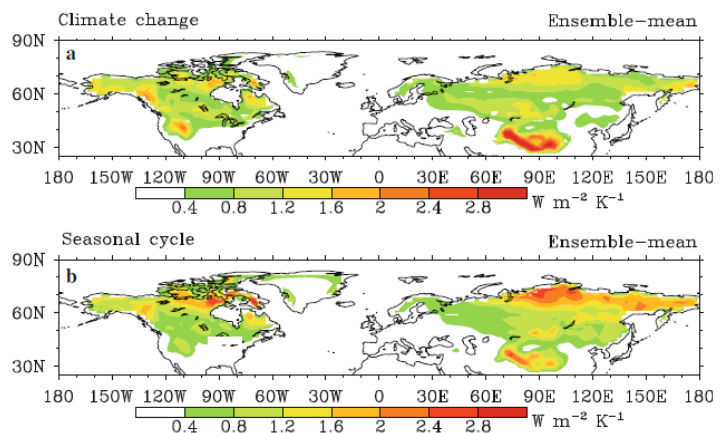 Climate change Ensemble-mean
90N
a
60N
30N
180 150W 120W 90W 60W 30W 0 30E 60E 90E 120E 150E 180
0.4 0.8 1.2 1.6 2 2.4 2.8 W m⁻² K⁻¹
Seasonal cycle Ensemble-mean
90N
b
60N
30N
180 150W 120W 90W 60W 30W 0 30E 60E 90E 120E 150E 180
0.4 0.8 1.2 1.6 2 2.4 2.8 W m⁻² K⁻¹